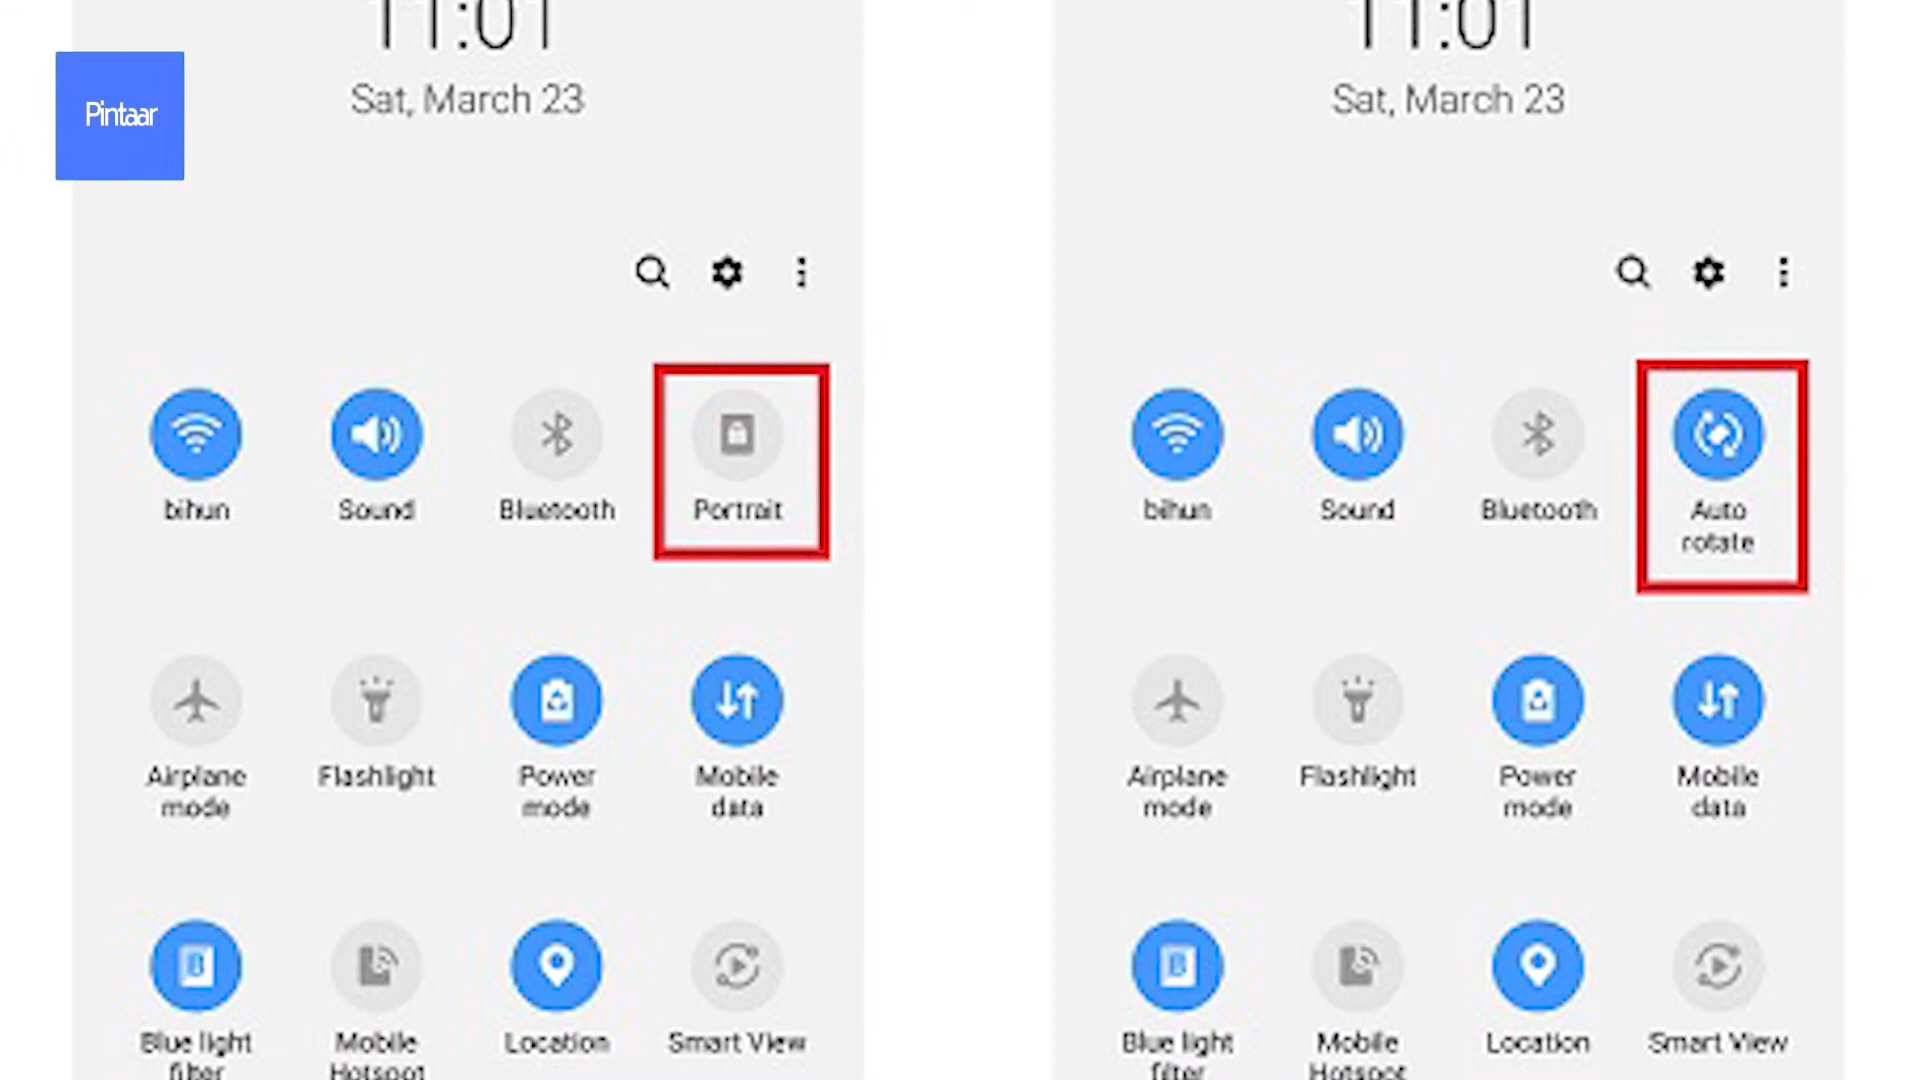 Pintaar
11:01
Sat, March 23
bihun
Sound
Bluetooth
Portrait
Airplane
mode
Flashlight
Power
mode
Mobile
data
B
Blue light
filter
Mobile
Hotspot
Location
Smart View
11:01
Sat, March 23
bihun
Sound
Bluetooth
Auto
rotate
Airplane
mode
Flashlight
Power
mode
Mobile
data
B
Blue light
filter
Mobile
Hotspot
Location
Smart View